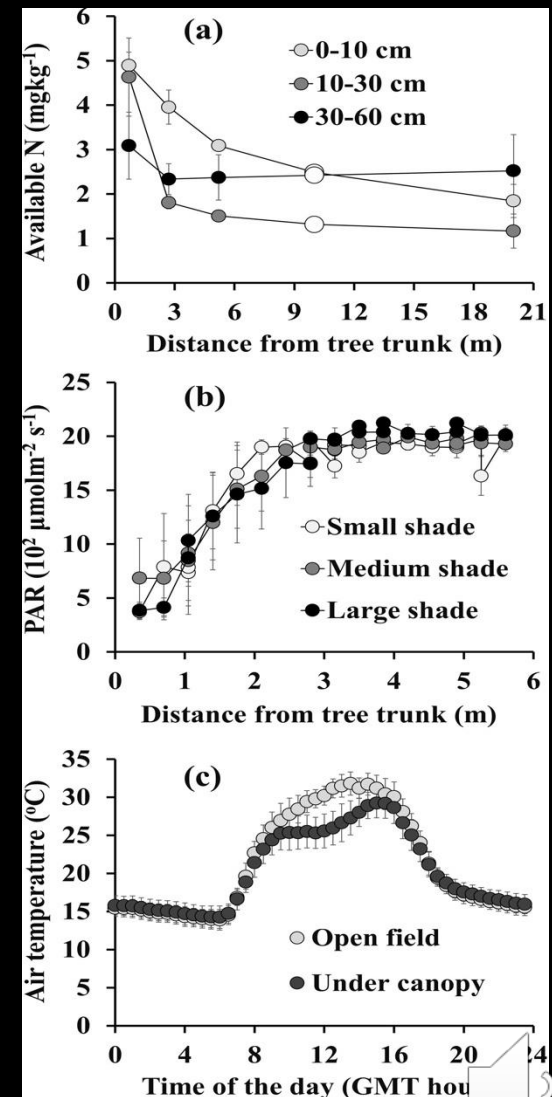 (a)
Available N (mgkg⁻¹)
6
5
4
3
2
1
0
0-10 cm
10-30 cm
30-60 cm
0 3 6 9 12 15 18 21
Distance from tree trunk (m)
(b)
PAR (10² µmolm⁻² s⁻¹)
25
20
15
10
5
0
Small shade
Medium shade
Large shade
0 1 2 3 4 5 6
Distance from tree trunk (m)
(c)
Air temperature (⁰C)
35
30
25
20
15
10
5
0
Open field
Under canopy
0 4 8 12 16 20 24
Time of the day (GMT hou